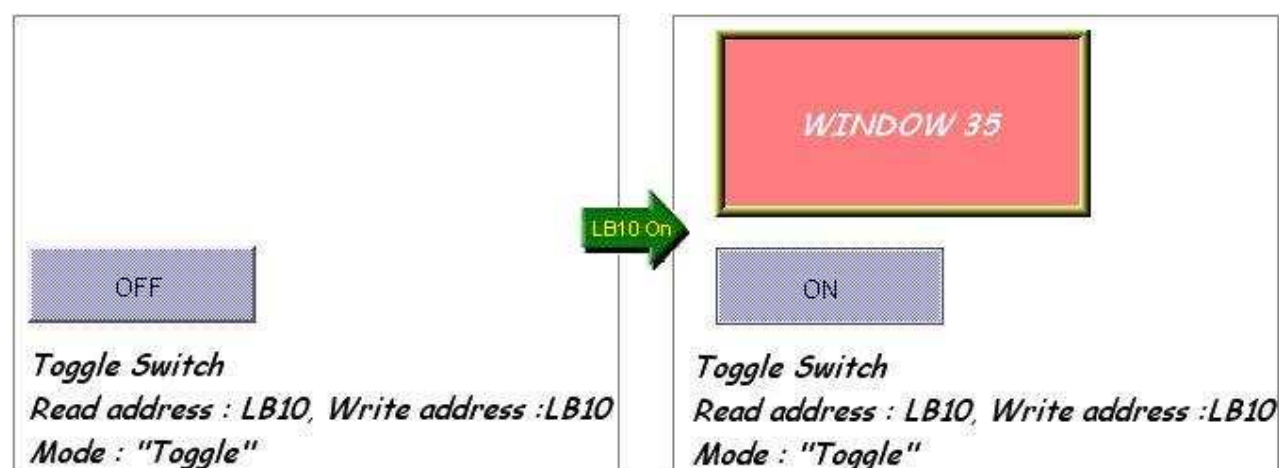 OFF
Toggle Switch
Read address : LB10, Write address :LB10
Mode : "Toggle"
LB10 On
WINDOW 35
ON
Toggle Switch
Read address : LB10, Write address :LB10
Mode : "Toggle"